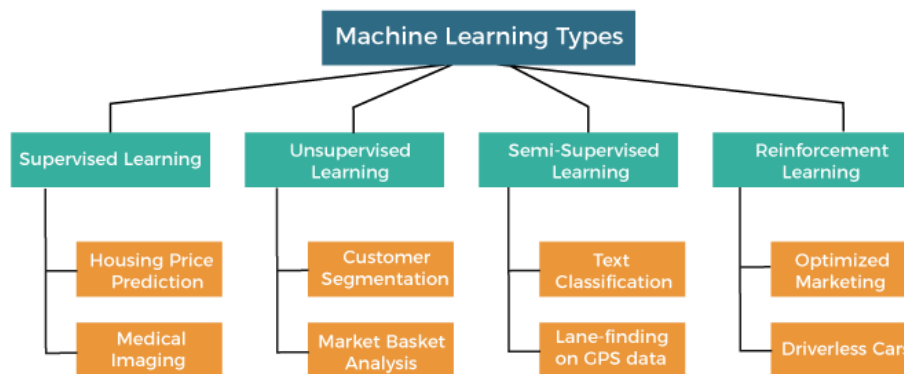 Machine Learning Types
Supervised Learning
Unsupervised
Learning
Semi-Supervised
Learning
Reinforcement
Learning
Housing Price
Prediction
Customer
Segmentation
Text
Classification
Optimized
Marketing
Medical
Imaging
Market Basket
Analysis
Lane-finding
on GPS data
Driverless Cars